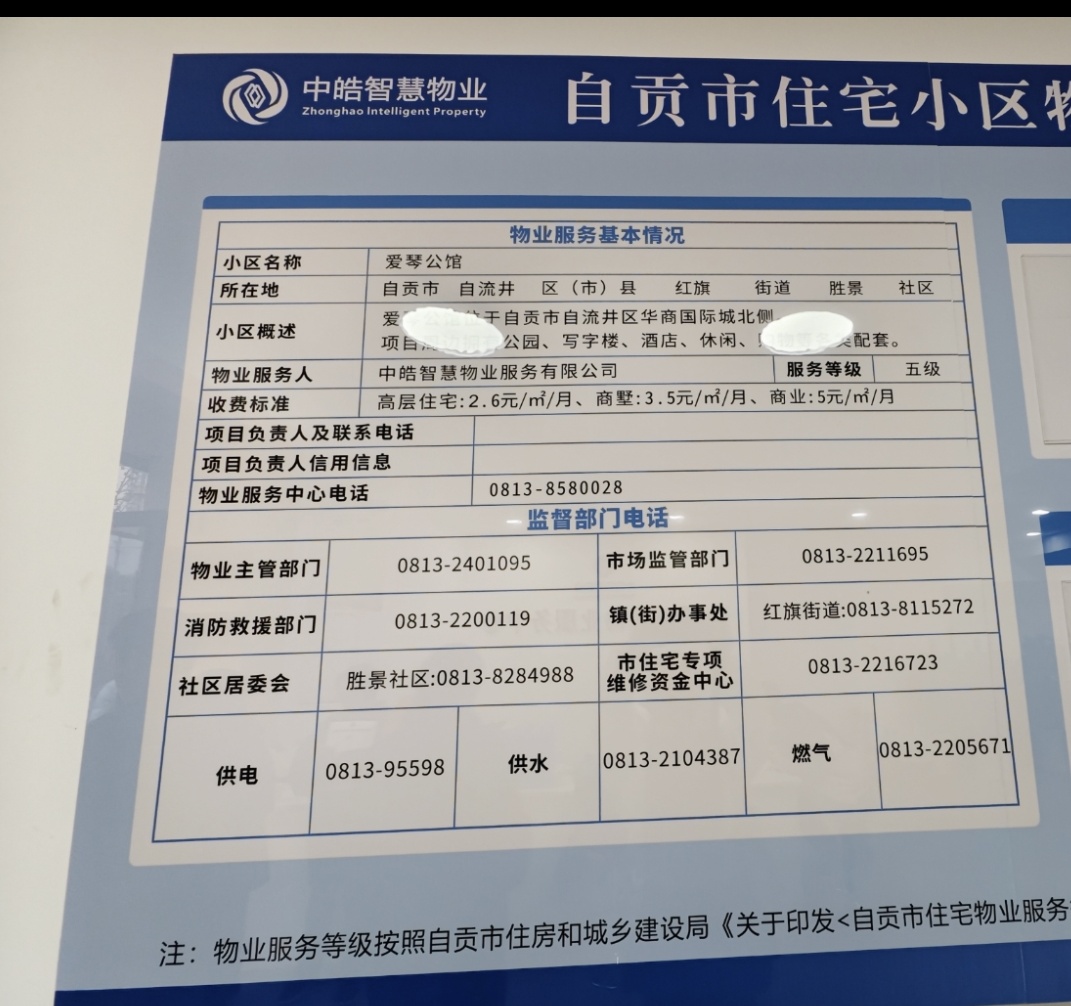 中皓智慧物业
Zhonghao Intelligent Property
自贡市住宅小区物
物业服务基本情况
小区名称 爱琴公馆
所在地 自贡市 自流井 区（市）县 红旗 街道 胜景 社区
小区概述 爱 位于自贡市自流井区华商国际城北侧
项目 公园、写字楼、酒店、休闲、 配套。
物业服务人 中皓智慧物业服务有限公司 服务等级 五级
收费标准 高层住宅:2.6元/㎡/月、商墅:3.5元/㎡/月、商业:5元/㎡/月
项目负责人及联系电话
项目负责人信用信息
物业服务中心电话 0813-8580028
监督部门电话
物业主管部门 0813-2401095 市场监管部门 0813-2211695
消防救援部门 0813-2200119 镇(街)办事处 红旗街道:0813-8115272
社区居委会 胜景社区:0813-8284988 市住宅专项
维修资金中心 0813-2216723
供电 0813-95598 供水 0813-2104387 燃气 0813-2205671
注：物业服务等级按照自贡市住房和城乡建设局《关于印发<自贡市住宅物业服务